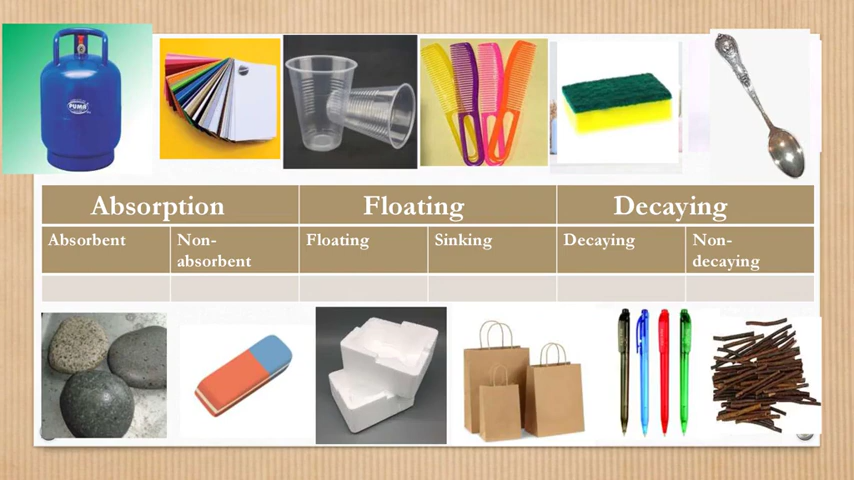 PUMA
Absorption Floating Decaying
Absorbent Non-absorbent Floating Sinking Decaying Non-decaying